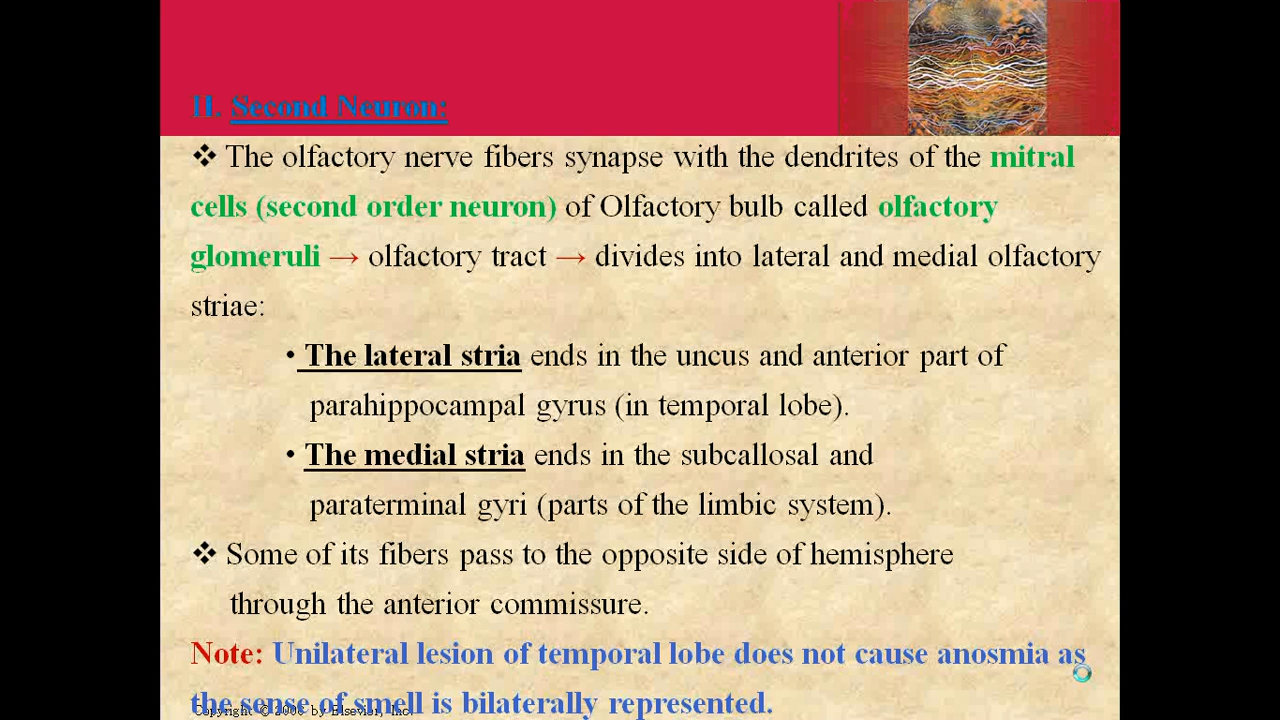 II. Second Neuron:
❖ The olfactory nerve fibers synapse with the dendrites of the mitral
cells (second order neuron) of Olfactory bulb called olfactory
glomeruli → olfactory tract → divides into lateral and medial olfactory
striae:
• The lateral stria ends in the uncus and anterior part of
parahippocampal gyrus (in temporal lobe).
• The medial stria ends in the subcallosal and
paraterminal gyri (parts of the limbic system).
❖ Some of its fibers pass to the opposite side of hemisphere
through the anterior commissure.
Note: Unilateral lesion of temporal lobe does not cause anosmia as
the sense of smell is bilaterally represented.
Copyright © 2006 by Elsevier, Inc.